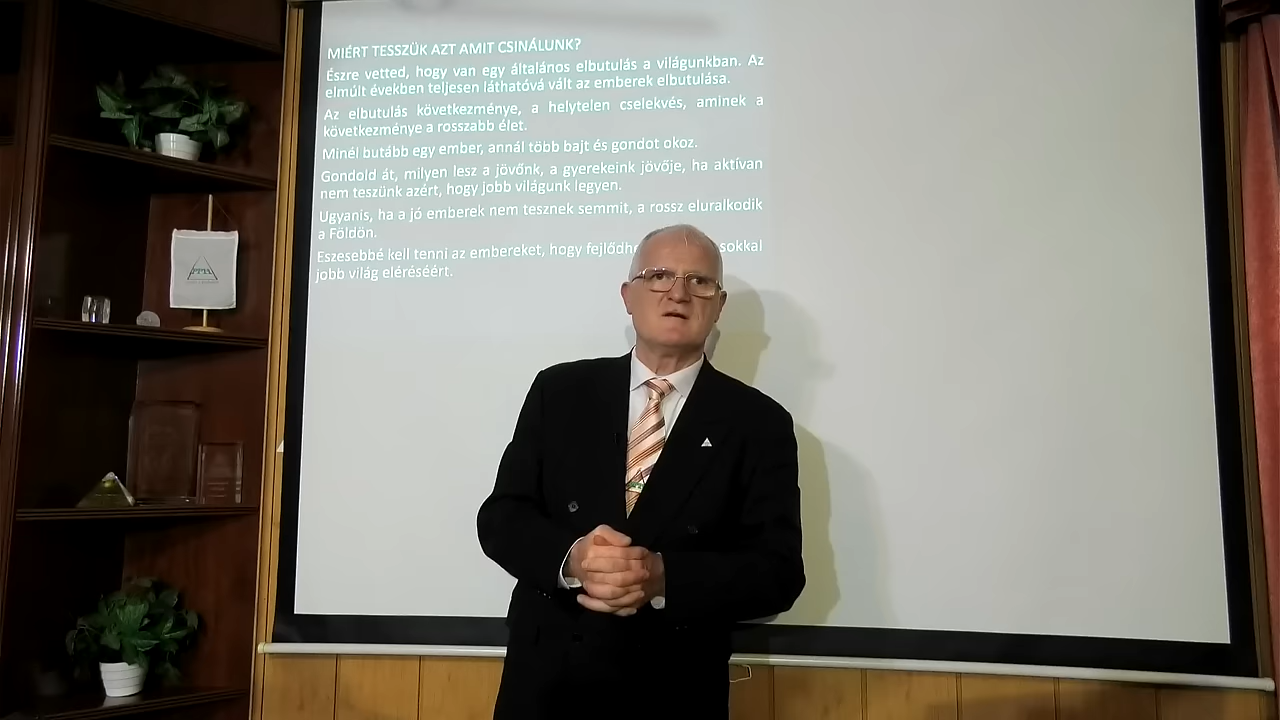 MIÉRT TESSZÜK AZT AMIT CSINÁLUNK?
Észre vetted, hogy van egy általános elbutulás a világunkban. Az
elmúlt években teljesen láthatóvá vált az emberek elbutulása.
Az elbutulás következménye, a helytelen cselekvés, aminek a
következménye a rosszabb élet.
Minél butább egy ember, annál több bajt és gondot okoz.
Gondold át, milyen lesz a jövőnk, a gyerekeink jövője, ha aktívan
nem teszünk azért, hogy jobb világunk legyen.
Ugyanis, ha a jó emberek nem tesznek semmit, a rossz eluralkodik
a Földön.
Eszesebbé kell tenni az embereket, hogy sokkal
jobb világ eléréséért.